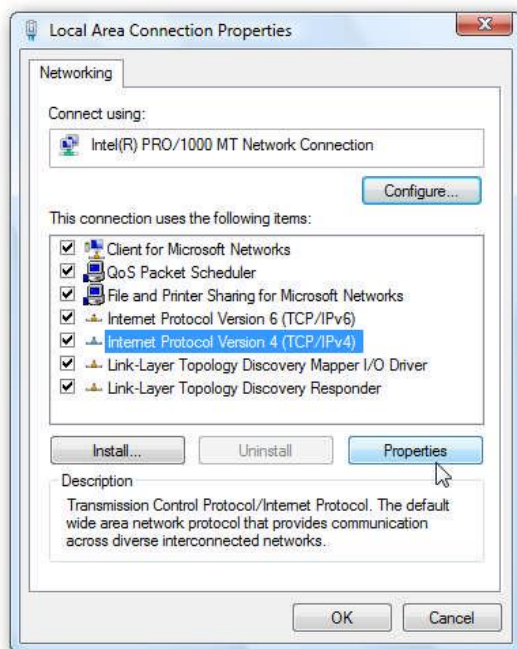 Local Area Connection Properties
Networking
Connect using:
Intel(R) PRO/1000 MT Network Connection
Configure...
This connection uses the following items:
Client for Microsoft Networks
QoS Packet Scheduler
File and Printer Sharing for Microsoft Networks
Internet Protocol Version 6 (TCP/IPv6)
Internet Protocol Version 4 (TCP/IPv4)
Link-Layer Topology Discovery Mapper I/O Driver
Link-Layer Topology Discovery Responder
Install... Uninstall Properties
Description
Transmission Control Protocol/Internet Protocol. The default
wide area network protocol that provides communication
across diverse interconnected networks.
OK Cancel